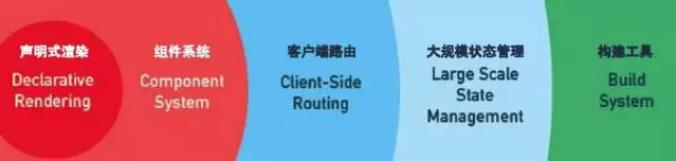 声明式渲染
Declarative
Rendering
组件系统
Component
System
客户端路由
Client-Side
Routing
大规模状态管理
Large Scale
State
Management
构建工具
Build
System